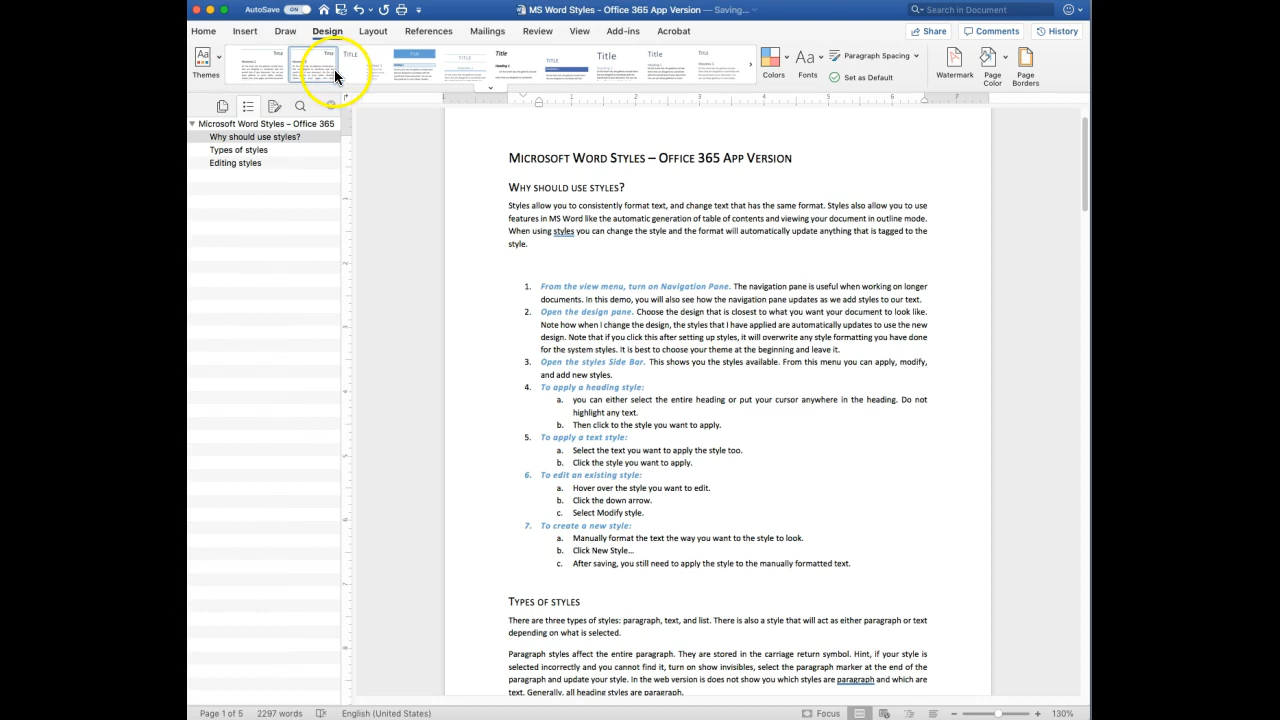 AutoSave ON MS Word Styles - Office 365 App Version — Saving... Search in Document
Home Insert Draw Design Layout References Mailings Review View Add-ins Acrobat Share Comments History
Themes Title Title TITLE Title TITLE Title TITLE Title Title Title Colors Fonts Paragraph Spacing Set as Default Watermark Page Color Page Borders
Microsoft Word Styles – Office 365
Why should use styles?
Types of styles
Editing styles
MICROSOFT WORD STYLES – OFFICE 365 APP VERSION
WHY SHOULD USE STYLES?
Styles allow you to consistently format text, and change text that has the same format. Styles also allow you to use
features in MS Word like the automatic generation of table of contents and viewing your document in outline mode.
When using styles you can change the style and the format will automatically update anything that is tagged to the
style.
1. From the view menu, turn on Navigation Pane. The navigation pane is useful when working on longer
documents. In this demo, you will also see how the navigation pane updates as we add styles to our text.
2. Open the design pane. Choose the design that is closest to what you want your document to look like.
Note how when I change the design, the styles that I have applied are automatically updates to use the new
design. Note that if you click this after setting up styles, it will overwrite any style formatting you have done
for the system styles. It is best to choose your theme at the beginning and leave it.
3. Open the styles Side Bar. This shows you the styles available. From this menu you can apply, modify,
and add new styles.
4. To apply a heading style:
a. you can either select the entire heading or put your cursor anywhere in the heading. Do not
highlight any text.
b. Then click to the style you want to apply.
5. To apply a text style:
a. Select the text you want to apply the style too.
b. Click the style you want to apply.
6. To edit an existing style:
a. Hover over the style you want to edit.
b. Click the down arrow.
c. Select Modify style.
7. To create a new style:
a. Manually format the text the way you want to the style to look.
b. Click New Style…
c. After saving, you still need to apply the style to the manually formatted text.
TYPES OF STYLES
There are three types of styles: paragraph, text, and list. There is also a style that will act as either paragraph or text
depending on what is selected.
Paragraph styles affect the entire paragraph. They are stored in the carriage return symbol. Hint, if your style is
selected incorrectly and you cannot find it, turn on show invisibles, select the paragraph marker at the end of the
paragraph and update your style. In the web version is does not show you which styles are paragraph and which are
text. Generally, all heading styles are paragraph.
Page 1 of 5 2297 words English (United States) Focus 130%